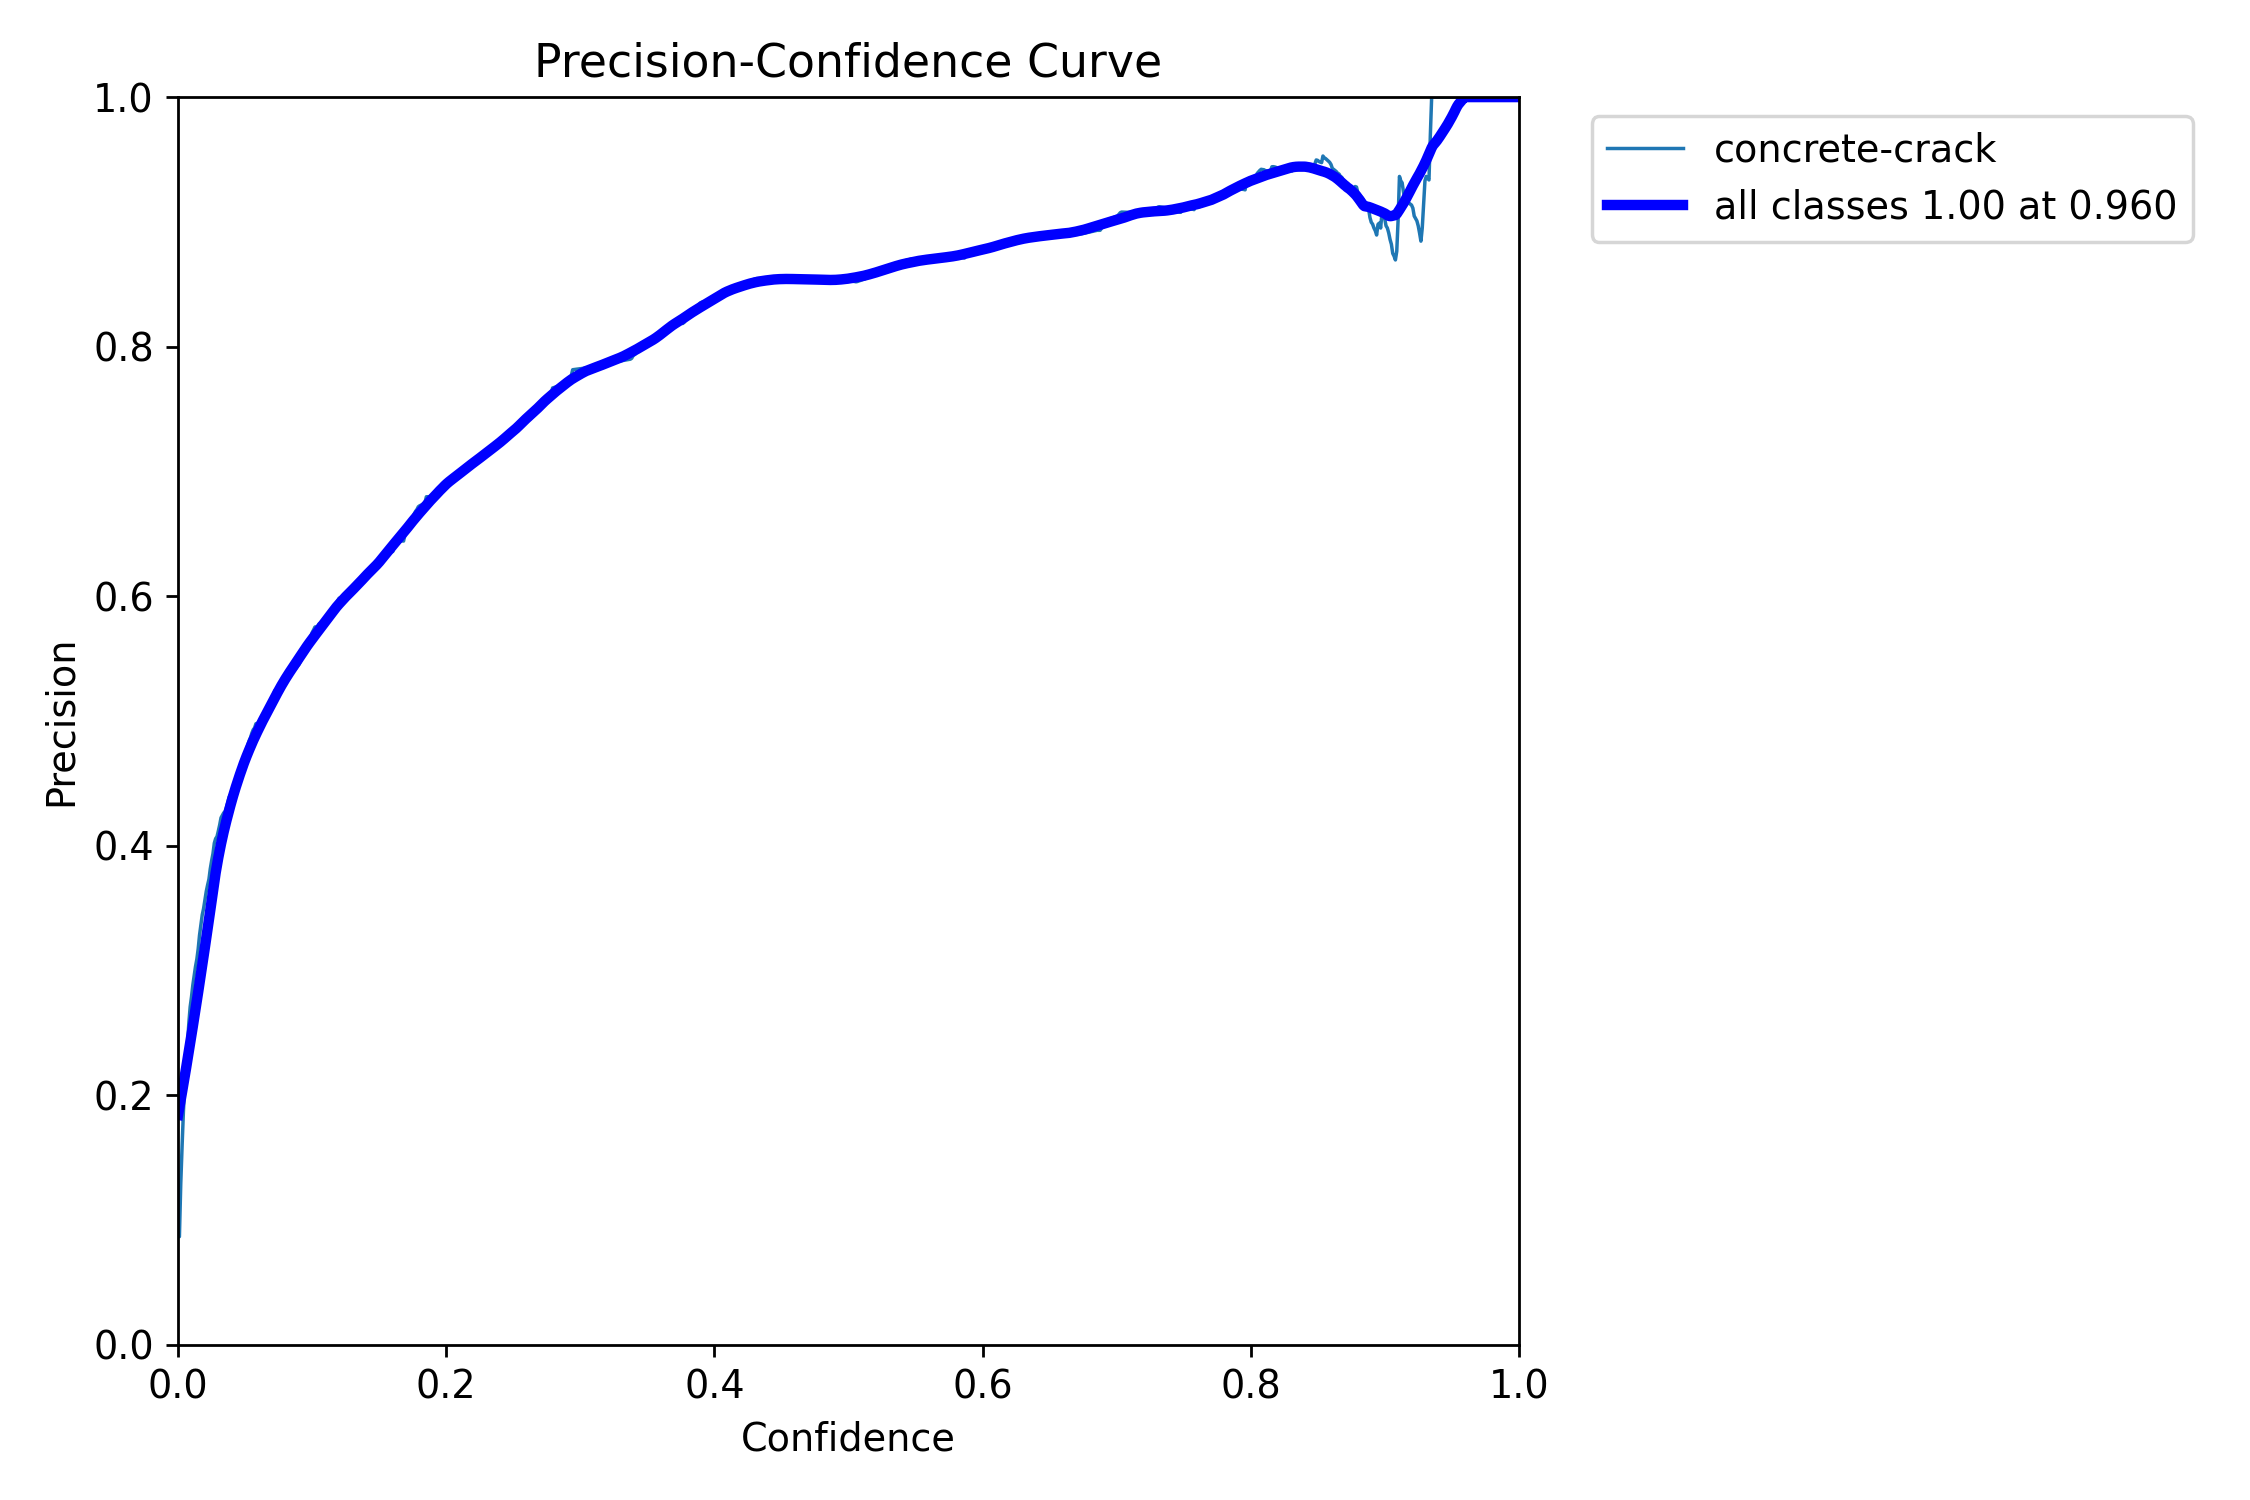 Precision-Confidence Curve
1.0
0.8
0.6
0.4
0.2
0.0
Precision
0.0 0.2 0.4 0.6 0.8 1.0
Confidence
concrete-crack
all classes 1.00 at 0.960